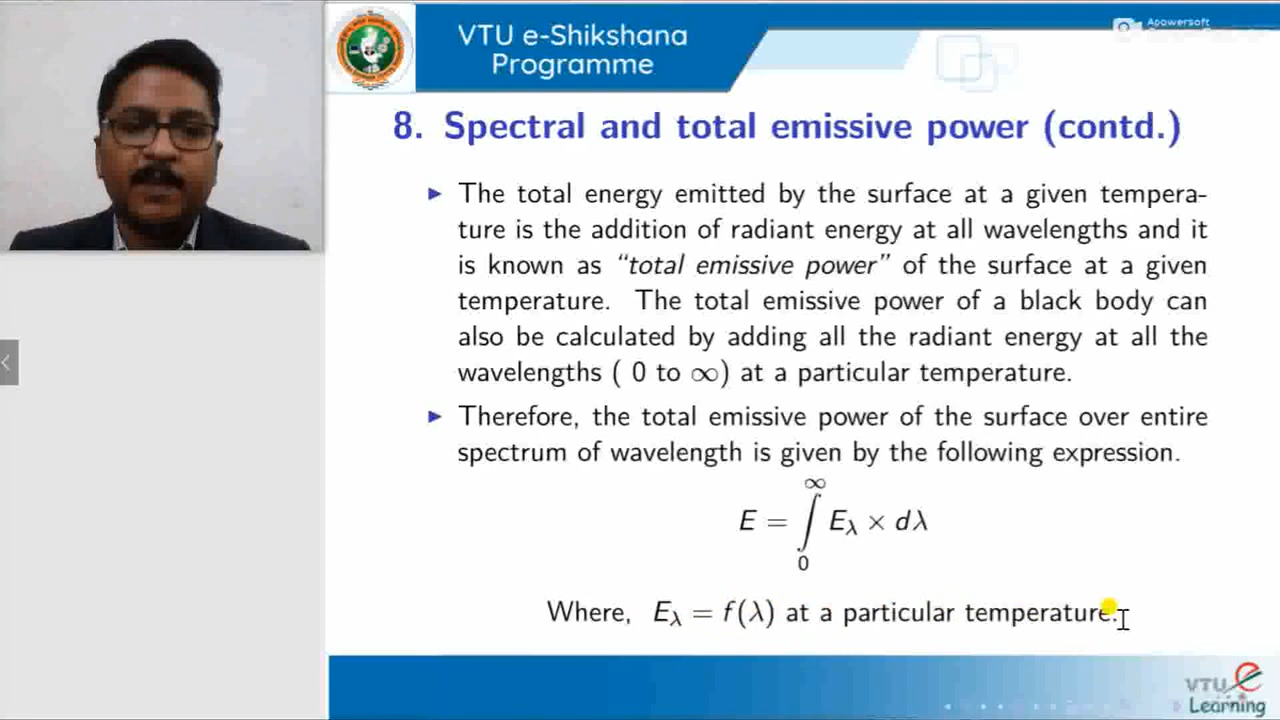 VTU e-Shikshana
Programme
Apowersoft
8. Spectral and total emissive power (contd.)
▶ The total energy emitted by the surface at a given tempera-
ture is the addition of radiant energy at all wavelengths and it
is known as “total emissive power” of the surface at a given
temperature. The total emissive power of a black body can
also be calculated by adding all the radiant energy at all the
wavelengths ( 0 to ∞) at a particular temperature.
▶ Therefore, the total emissive power of the surface over entire
spectrum of wavelength is given by the following expression.
E = ∫₀^∞ E_λ × dλ
Where, E_λ = f(λ) at a particular temperature.
VTU e
Learning